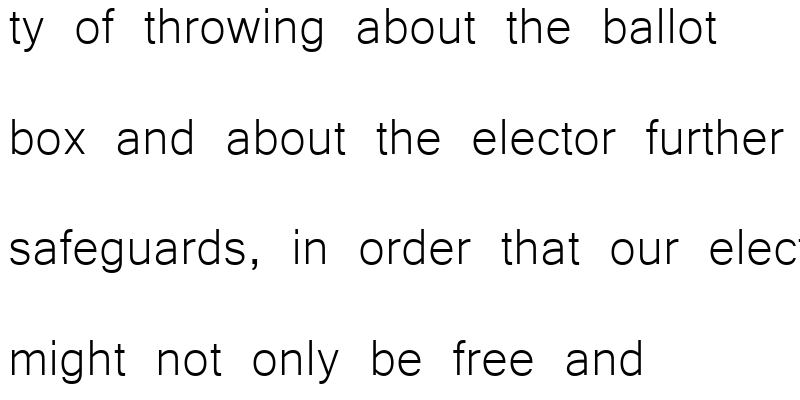 ty of throwing about the ballot
box and about the elector further
safeguards, in order that our elect
might not only be free and